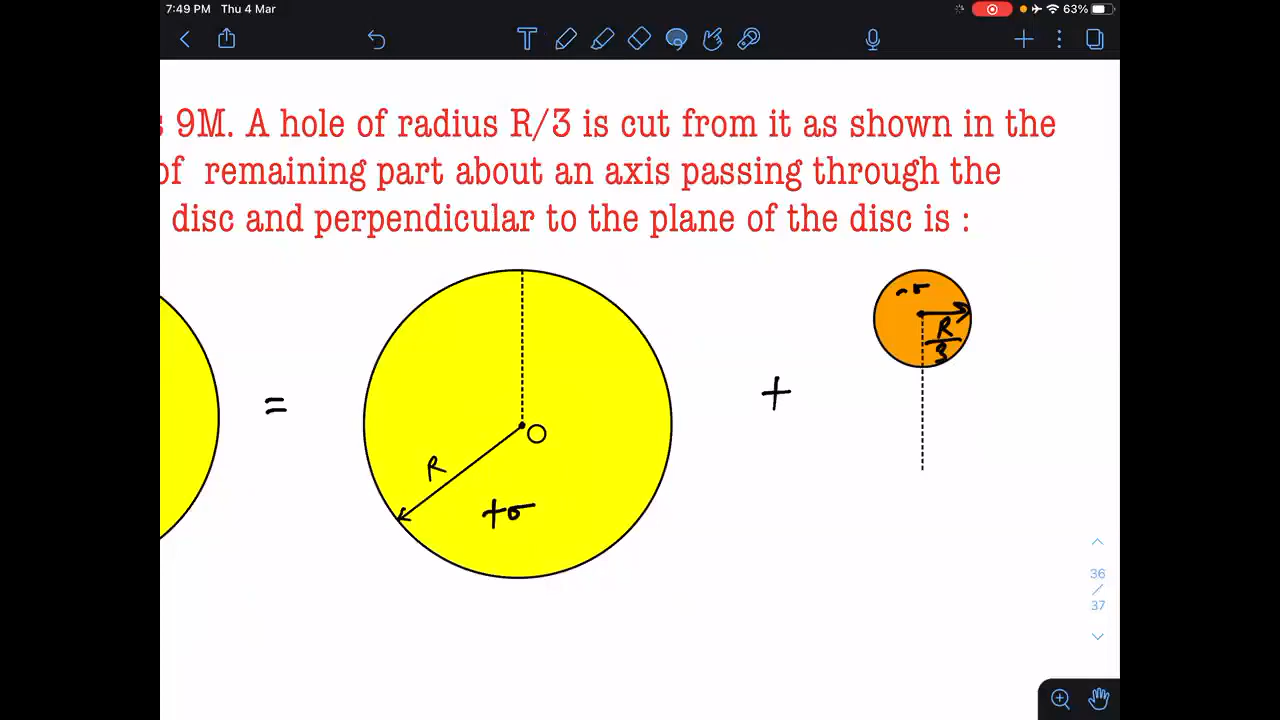 7:49 PM Thu 4 Mar
63%
9M. A hole of radius R/3 is cut from it as shown in the
of remaining part about an axis passing through the
disc and perpendicular to the plane of the disc is :
-σ
R/3
=
+
O
R
+σ
36
/
37